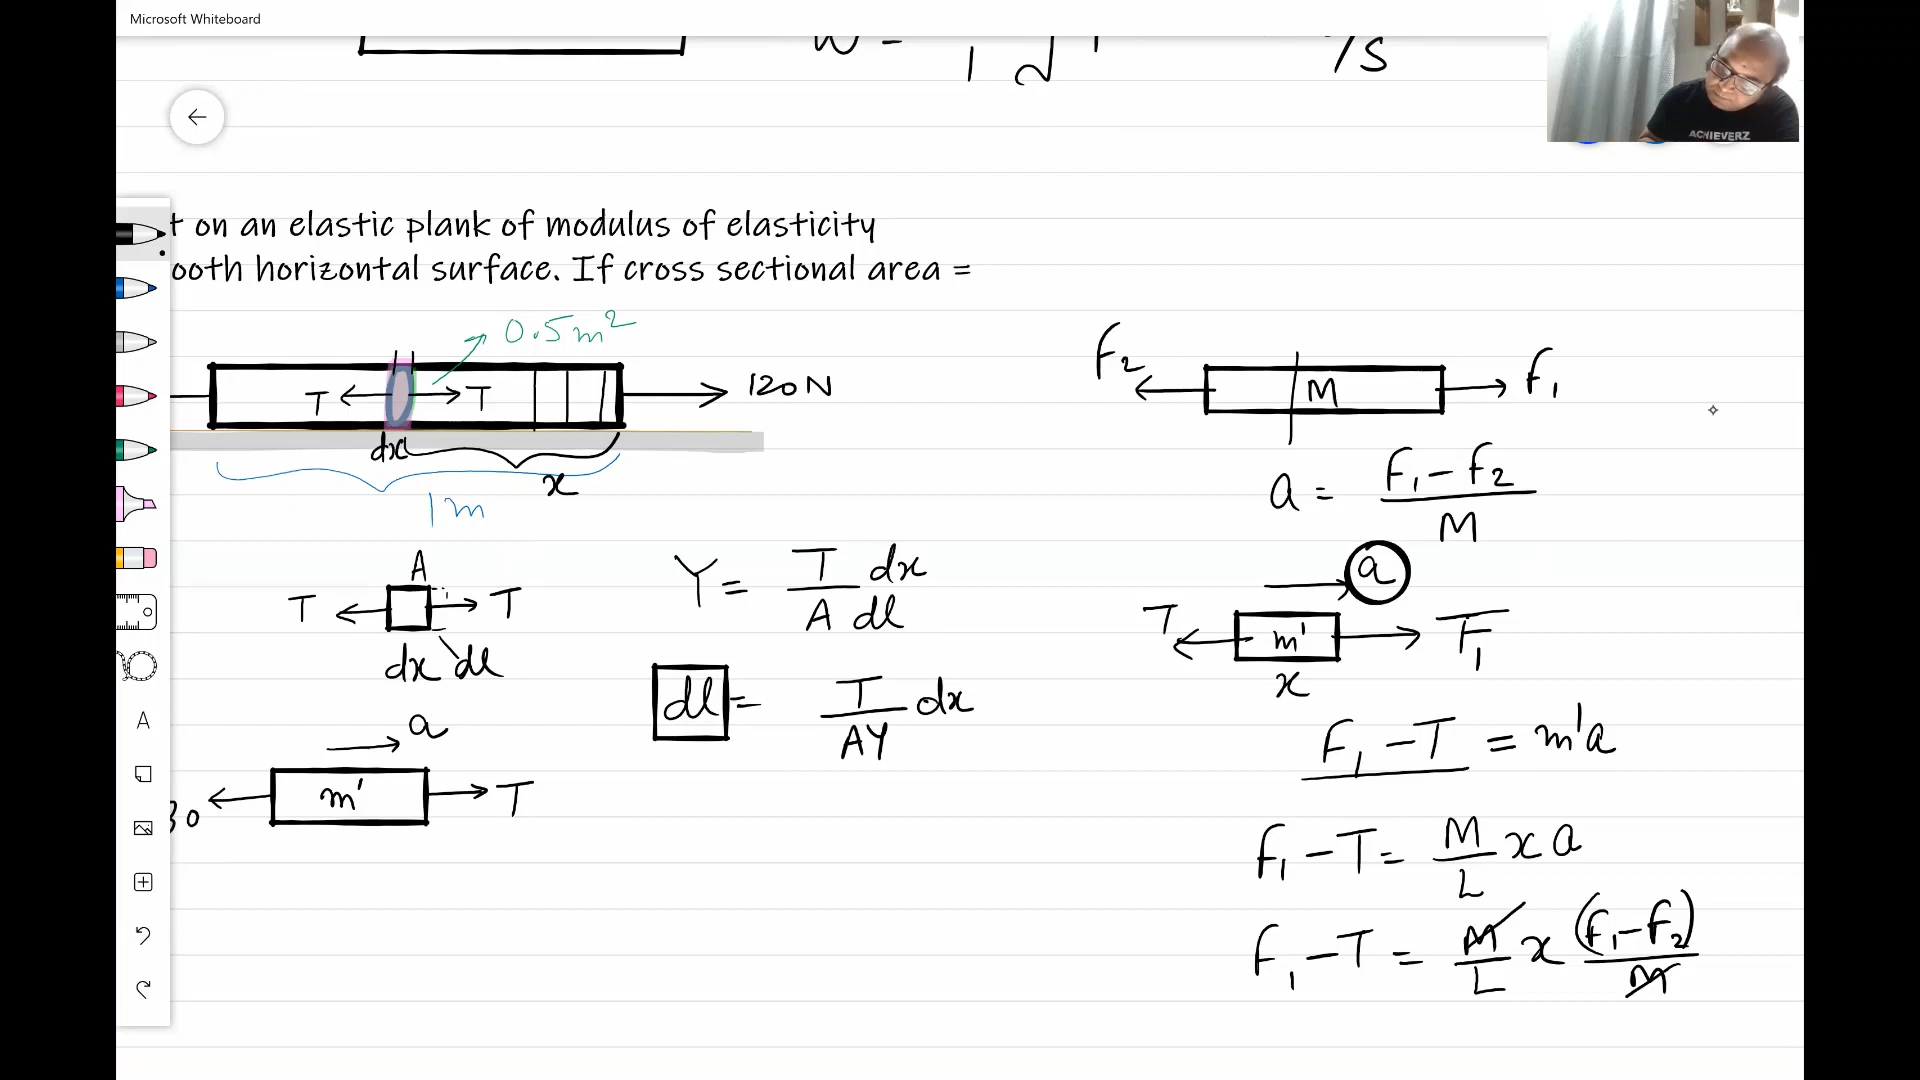 Microsoft Whiteboard
/s
ACHIEVERZ
t on an elastic plank of modulus of elasticity
ooth horizontal surface. If cross sectional area =
0.5m²
T T 120N
dx
x
1m
F₂ M F₁
a = F₁ - F₂ / M
A
T T
dx dl
Y = T dx / A dl
a
T m' F₁
x
dl = T / AY dx
a
30 m' T
F₁ - T = m'a
F₁ - T = M / L x a
F₁ - T = M / L x (F₁ - F₂) / M
A